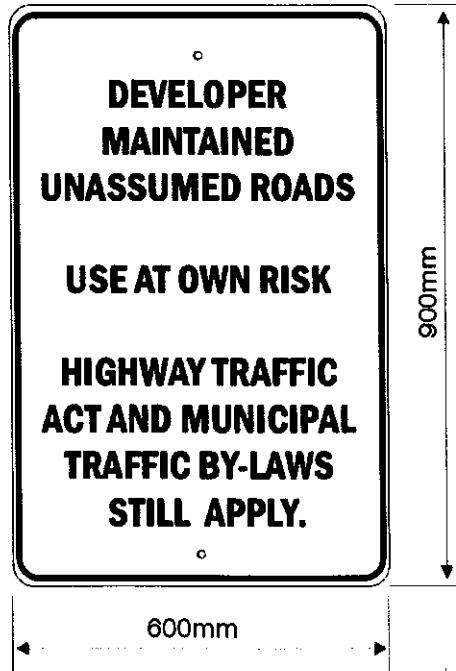 DEVELOPER
MAINTAINED
UNASSUMED ROADS
USE AT OWN RISK
HIGHWAY TRAFFIC
ACT AND MUNICIPAL
TRAFFIC BY-LAWS
STILL APPLY.
900mm
600mm